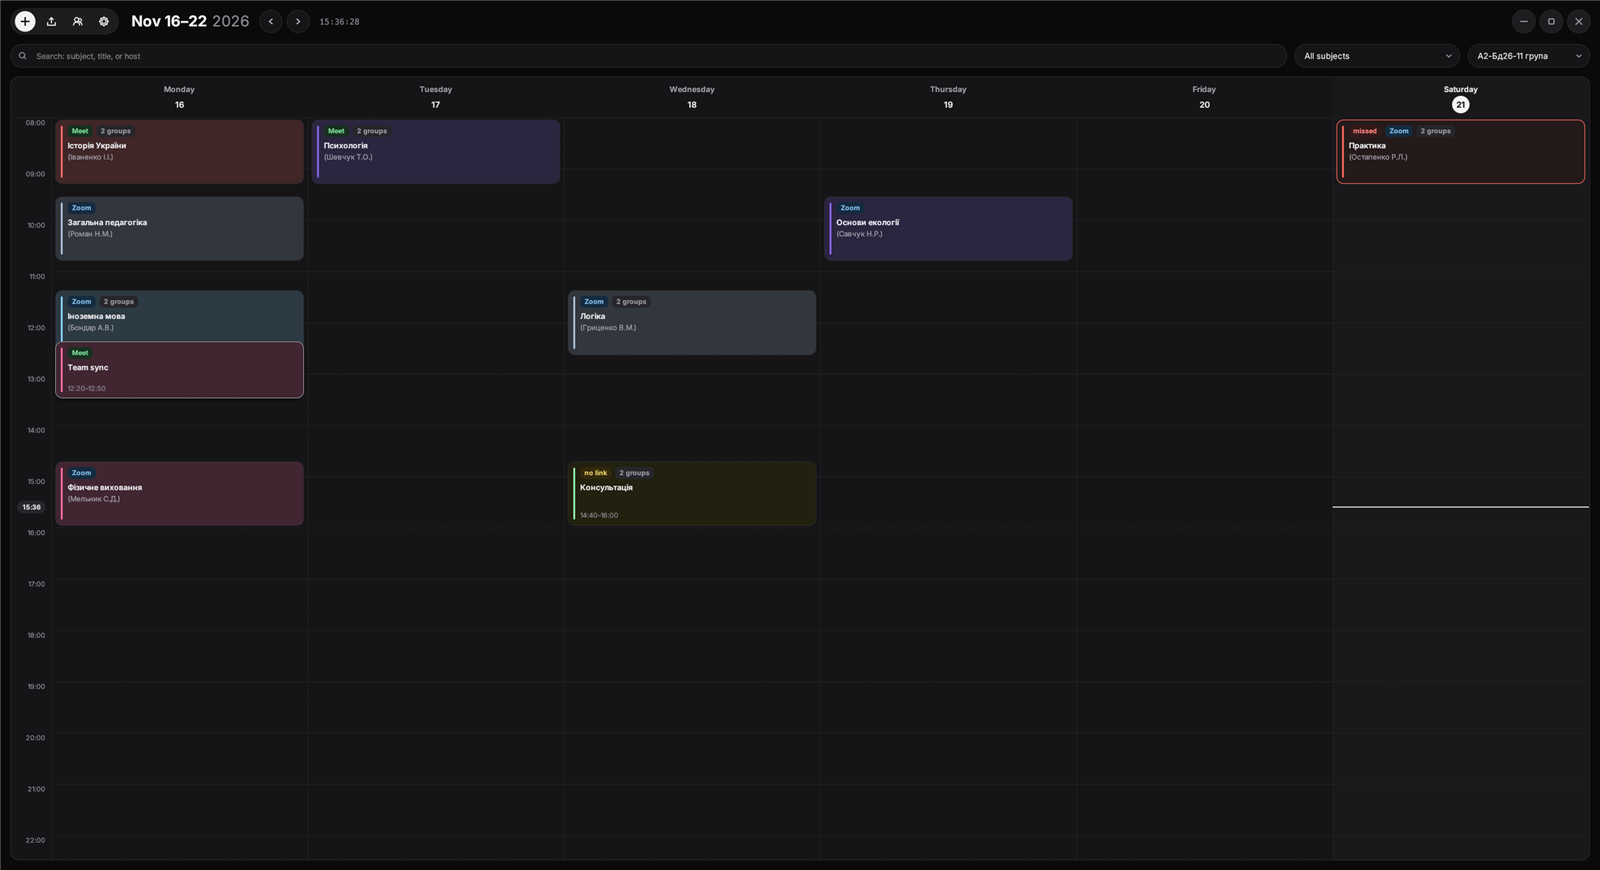 Nov 16–22 2026
15:36:28
Search: subject, title, or host
All subjects
А2-Бд26-11 група
Monday
16
Tuesday
17
Wednesday
18
Thursday
19
Friday
20
Saturday
21
08:00
Meet 2 groups
Історія України
(Іваненко І.І.)
Meet 2 groups
Психологія
(Шевчук Т.О.)
missed Zoom 2 groups
Практика
(Остапенко Р.Л.)
09:00
Zoom
Загальна педагогіка
(Роман Н.М.)
Zoom
Основи екології
(Савчук Н.Р.)
10:00
11:00
Zoom 2 groups
Іноземна мова
(Бондар А.В.)
Zoom 2 groups
Логіка
(Гриценко В.М.)
12:00
Meet
Team sync
12:20–12:50
13:00
14:00
Zoom
Фізичне виховання
(Мельник С.Д.)
no link 2 groups
Консультація
14:40–16:00
15:00
15:36
16:00
17:00
18:00
19:00
20:00
21:00
22:00